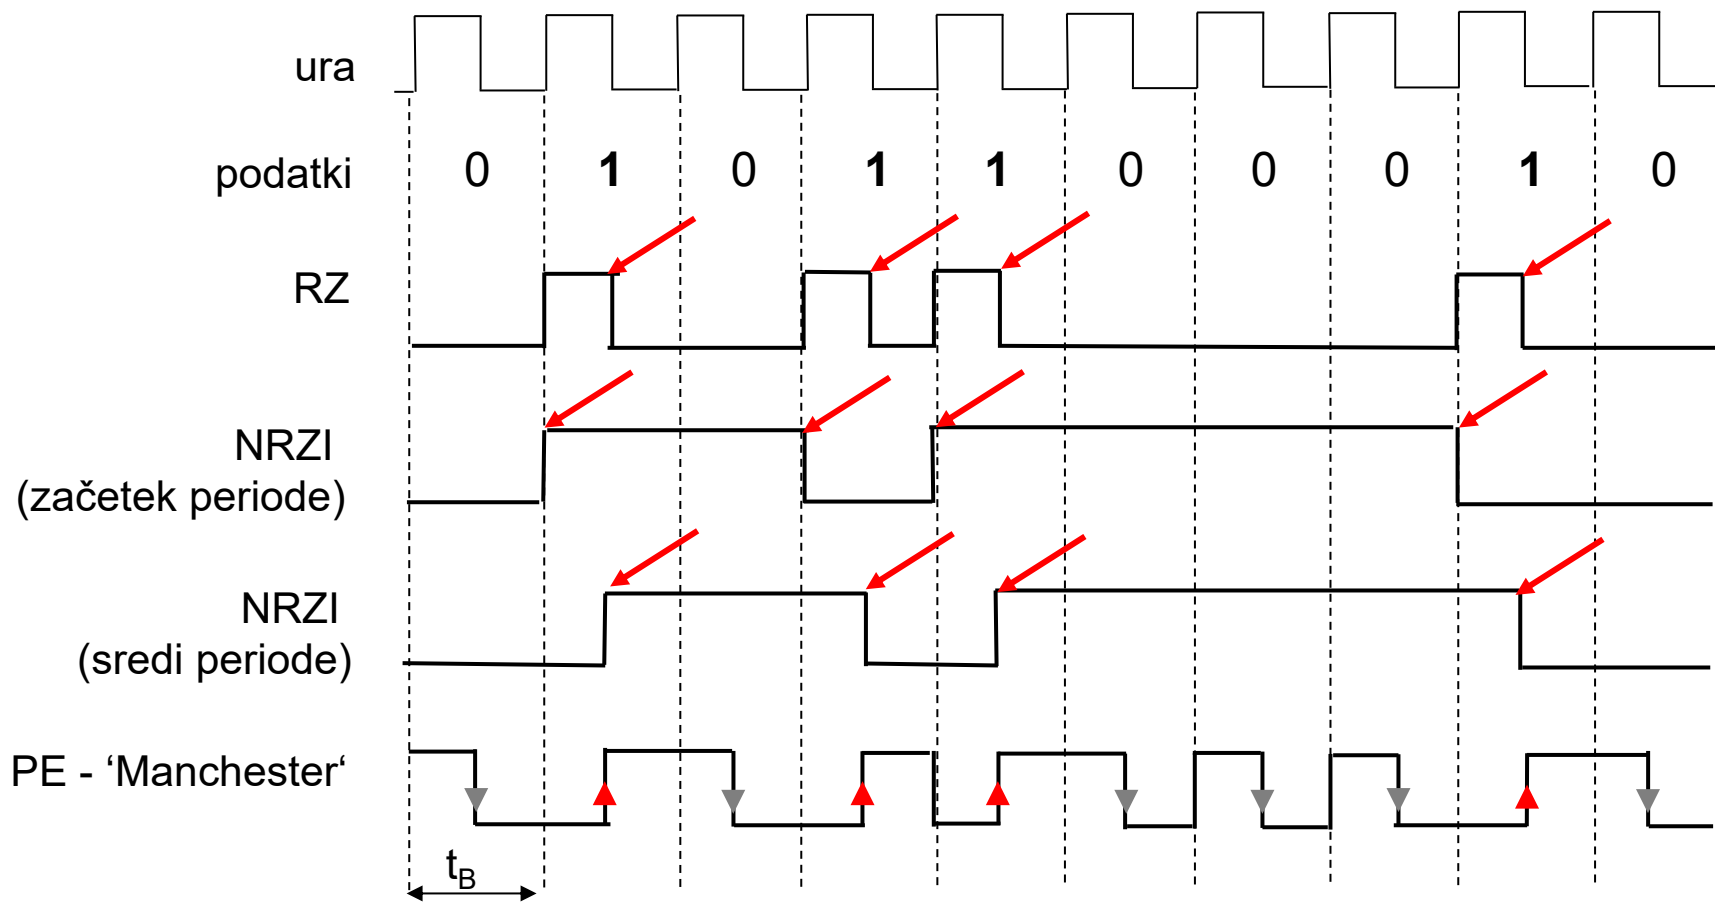 ura
podatki 0 1 0 1 1 0 0 0 1 0
RZ
NRZI
(začetek periode)
NRZI
(sredi periode)
PE - ‘Manchester‘
tB